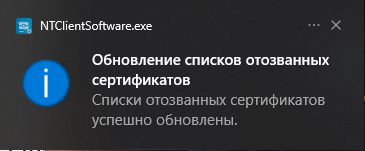 NTClientSoftware.exe
Обновление списков отозванных
сертификатов
Списки отозванных сертификатов
успешно обновлены.